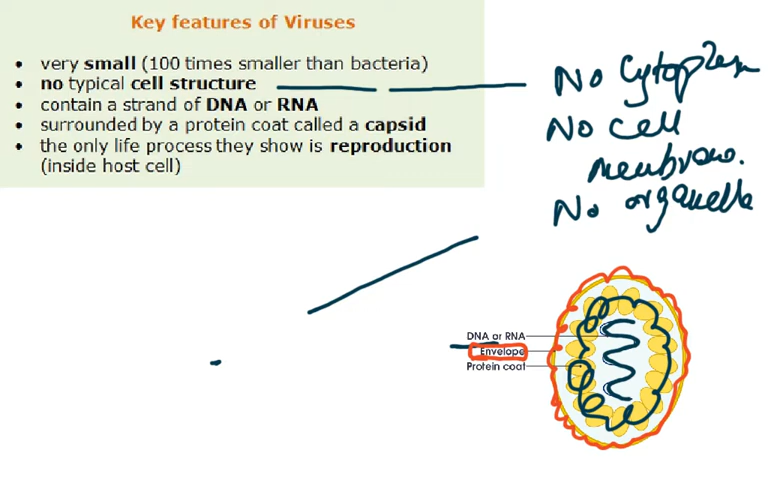 Key features of Viruses
• very small (100 times smaller than bacteria)
• no typical cell structure
• contain a strand of DNA or RNA
• surrounded by a protein coat called a capsid
• the only life process they show is reproduction
(inside host cell)
No
No cell
No organelle
DNA or RNA
Envelope
Protein coat